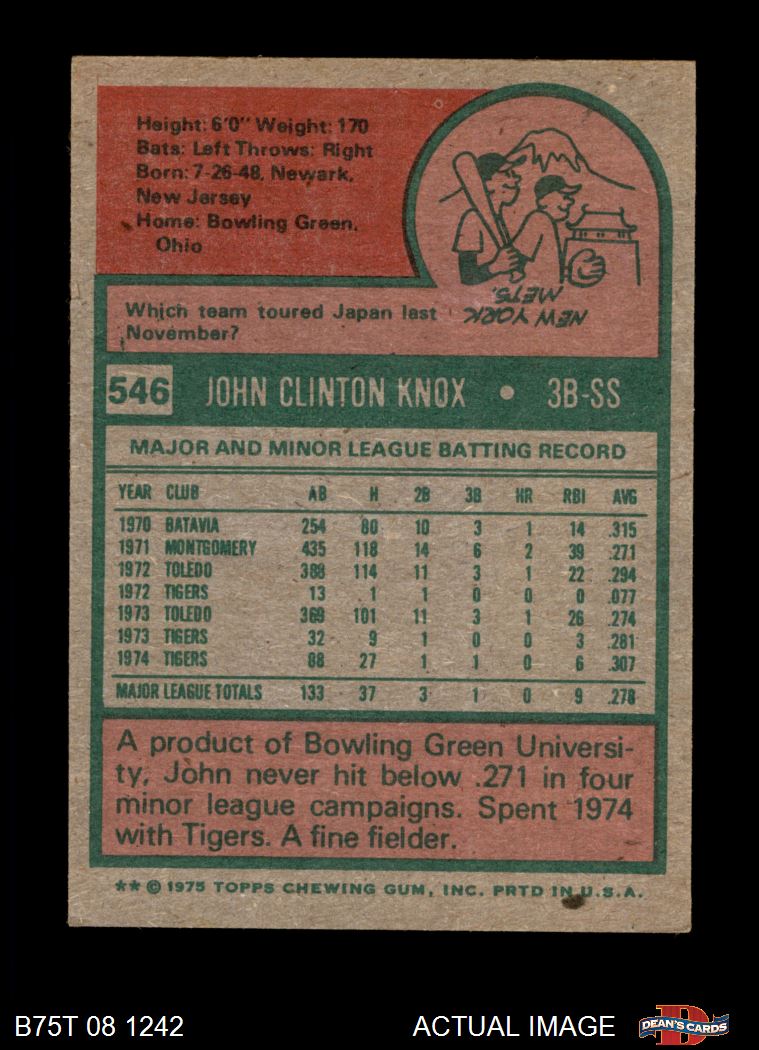 Height: 6'0" Weight: 170
Bats: Left Throws: Right
Born: 7-26-48, Newark,
New Jersey
Home: Bowling Green,
Ohio
Which team toured Japan last
November?
NEW YORK
METS.
546 JOHN CLINTON KNOX • 3B-SS
MAJOR AND MINOR LEAGUE BATTING RECORD
YEAR CLUB AB H 2B 3B HR RBI AVG
1970 BATAVIA 254 80 10 3 1 14 .315
1971 MONTGOMERY 435 118 14 6 2 39 .271
1972 TOLEDO 388 114 11 3 1 22 .294
1972 TIGERS 13 1 1 0 0 0 .077
1973 TOLEDO 369 101 11 3 1 26 .274
1973 TIGERS 32 9 1 0 0 3 .281
1974 TIGERS 88 27 1 1 0 6 .307
MAJOR LEAGUE TOTALS 133 37 3 1 0 9 .278
A product of Bowling Green Universi-
ty, John never hit below .271 in four
minor league campaigns. Spent 1974
with Tigers. A fine fielder.
** © 1975 TOPPS CHEWING GUM, INC. PRTD IN U.S.A.
B75T 08 1242 ACTUAL IMAGE
D
DEAN'S CARDS